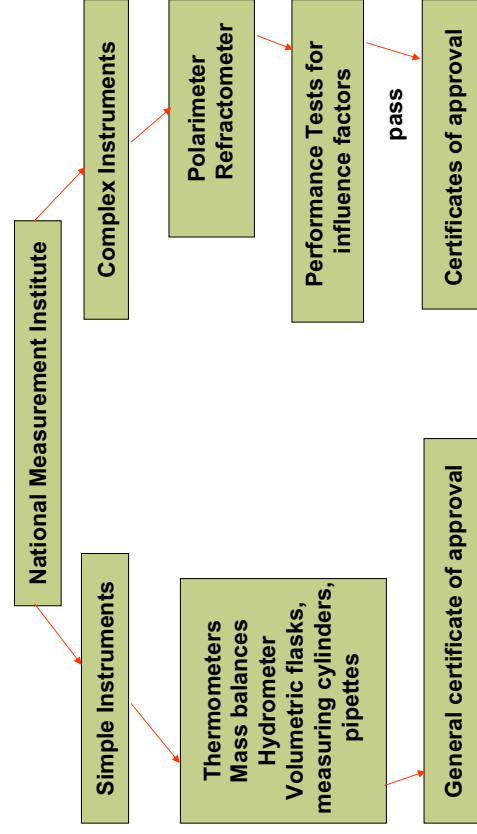 National Measurement Institute
Simple Instruments
Complex Instruments
Thermometers
Mass balances
Hydrometer
Volumetric flasks,
measuring cylinders,
pipettes
Polarimeter
Refractometer
Performance Tests for
influence factors
pass
General certificate of approval
Certificates of approval